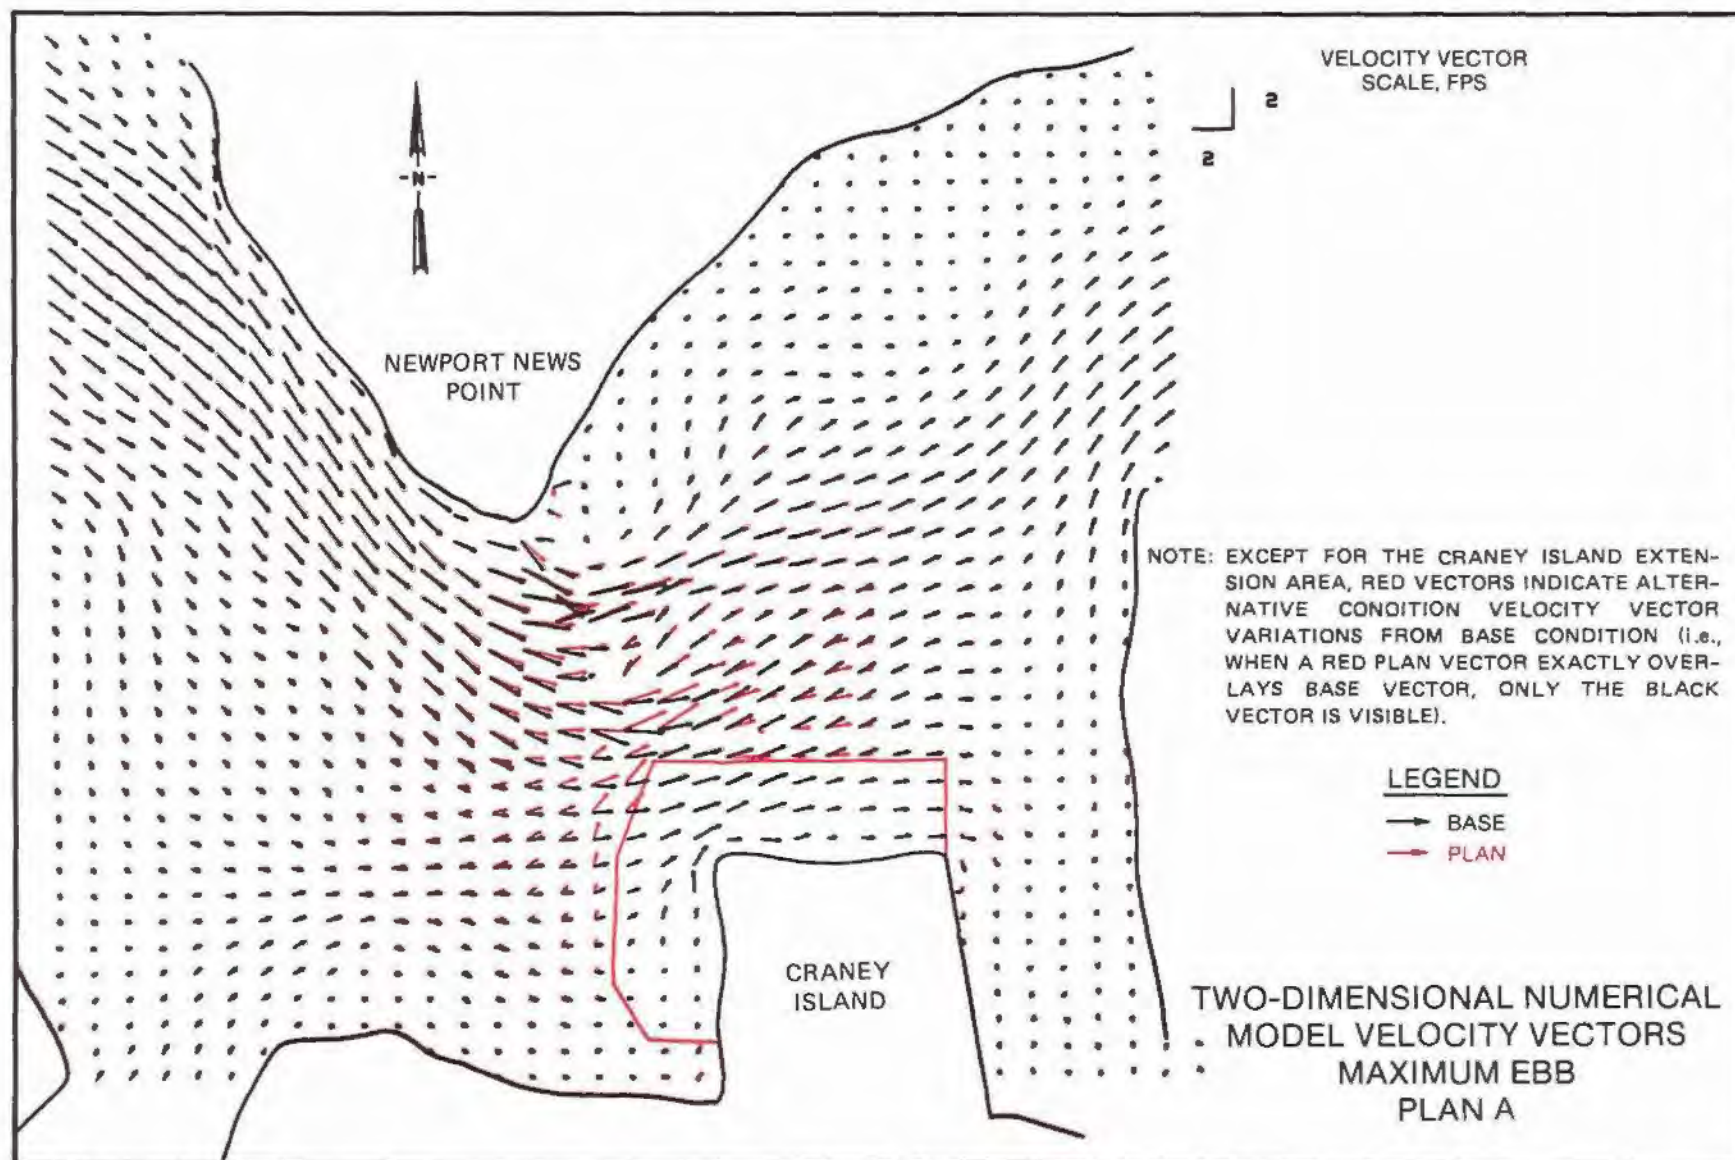 VELOCITY VECTOR
SCALE, FPS
2
2
N
NEWPORT NEWS
POINT
NOTE: EXCEPT FOR THE CRANEY ISLAND EXTEN-
SION AREA, RED VECTORS INDICATE ALTER-
NATIVE CONDITION VELOCITY VECTOR
VARIATIONS FROM BASE CONDITION (i.e.,
WHEN A RED PLAN VECTOR EXACTLY OVER-
LAYS BASE VECTOR, ONLY THE BLACK
VECTOR IS VISIBLE).
LEGEND
BASE
PLAN
CRANEY
ISLAND
TWO-DIMENSIONAL NUMERICAL
MODEL VELOCITY VECTORS
MAXIMUM EBB
PLAN A